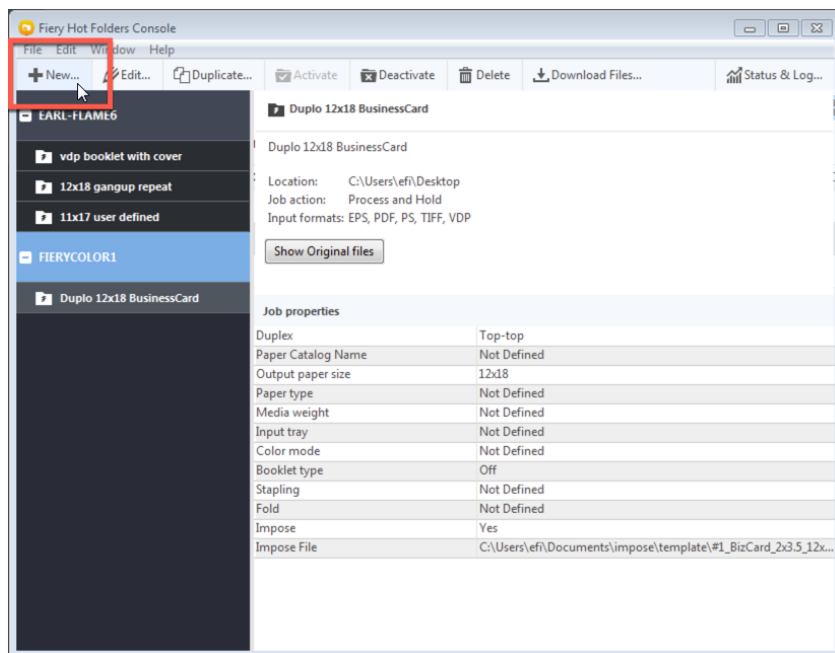 Fiery Hot Folders Console
File Edit Window Help
New... Edit... Duplicate... Activate Deactivate Delete Download Files... Status & Log...
EARL-FLAME6
vdp booklet with cover
12x18 gangup repeat
11x17 user defined
FIERYCOLOR1
Duplo 12x18 BusinessCard
Duplo 12x18 BusinessCard
Duplo 12x18 BusinessCard
Location: C:\Users\efi\Desktop
Job action: Process and Hold
Input formats: EPS, PDF, PS, TIFF, VDP
Show Original files
Job properties
Duplex Top-top
Paper Catalog Name Not Defined
Output paper size 12x18
Paper type Not Defined
Media weight Not Defined
Input tray Not Defined
Color mode Not Defined
Booklet type Off
Stapling Not Defined
Fold Not Defined
Impose Yes
Impose File C:\Users\efi\Documents\impose\template\#1_BizCard_2x3.5_12x...